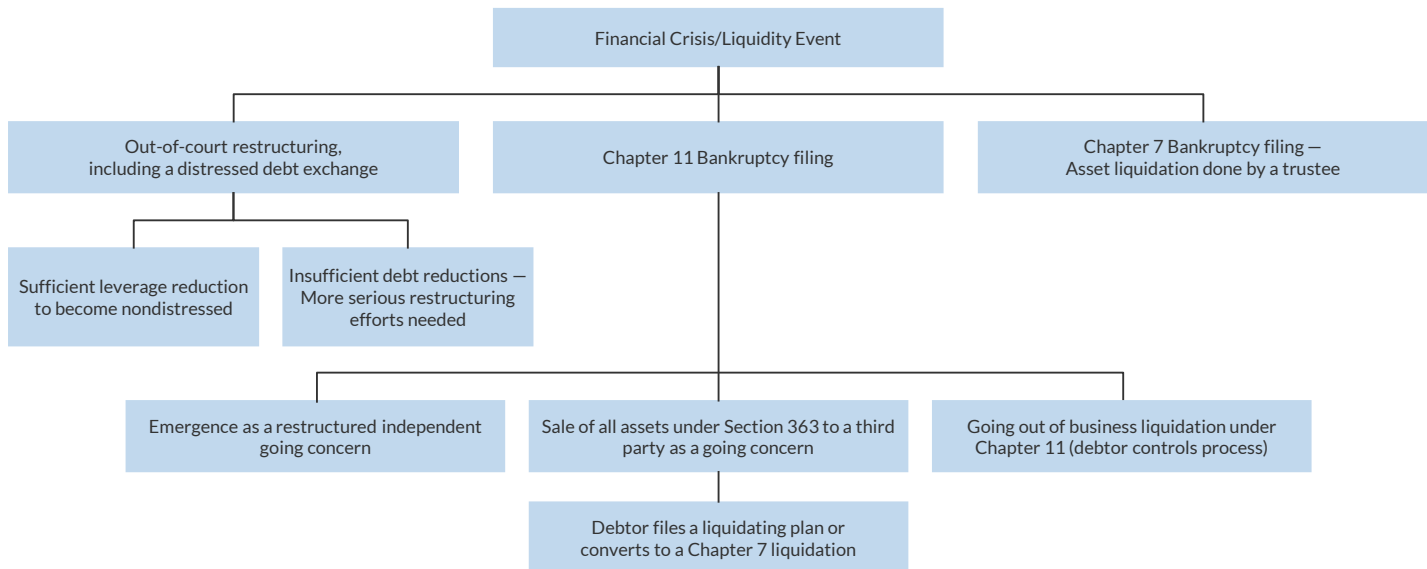 Financial Crisis/Liquidity Event
Out-of-court restructuring,
including a distressed debt exchange
Chapter 11 Bankruptcy filing
Chapter 7 Bankruptcy filing —
Asset liquidation done by a trustee
Sufficient leverage reduction
to become nondistressed
Insufficient debt reductions —
More serious restructuring
efforts needed
Emergence as a restructured independent
going concern
Sale of all assets under Section 363 to a third
party as a going concern
Going out of business liquidation under
Chapter 11 (debtor controls process)
Debtor files a liquidating plan or
converts to a Chapter 7 liquidation